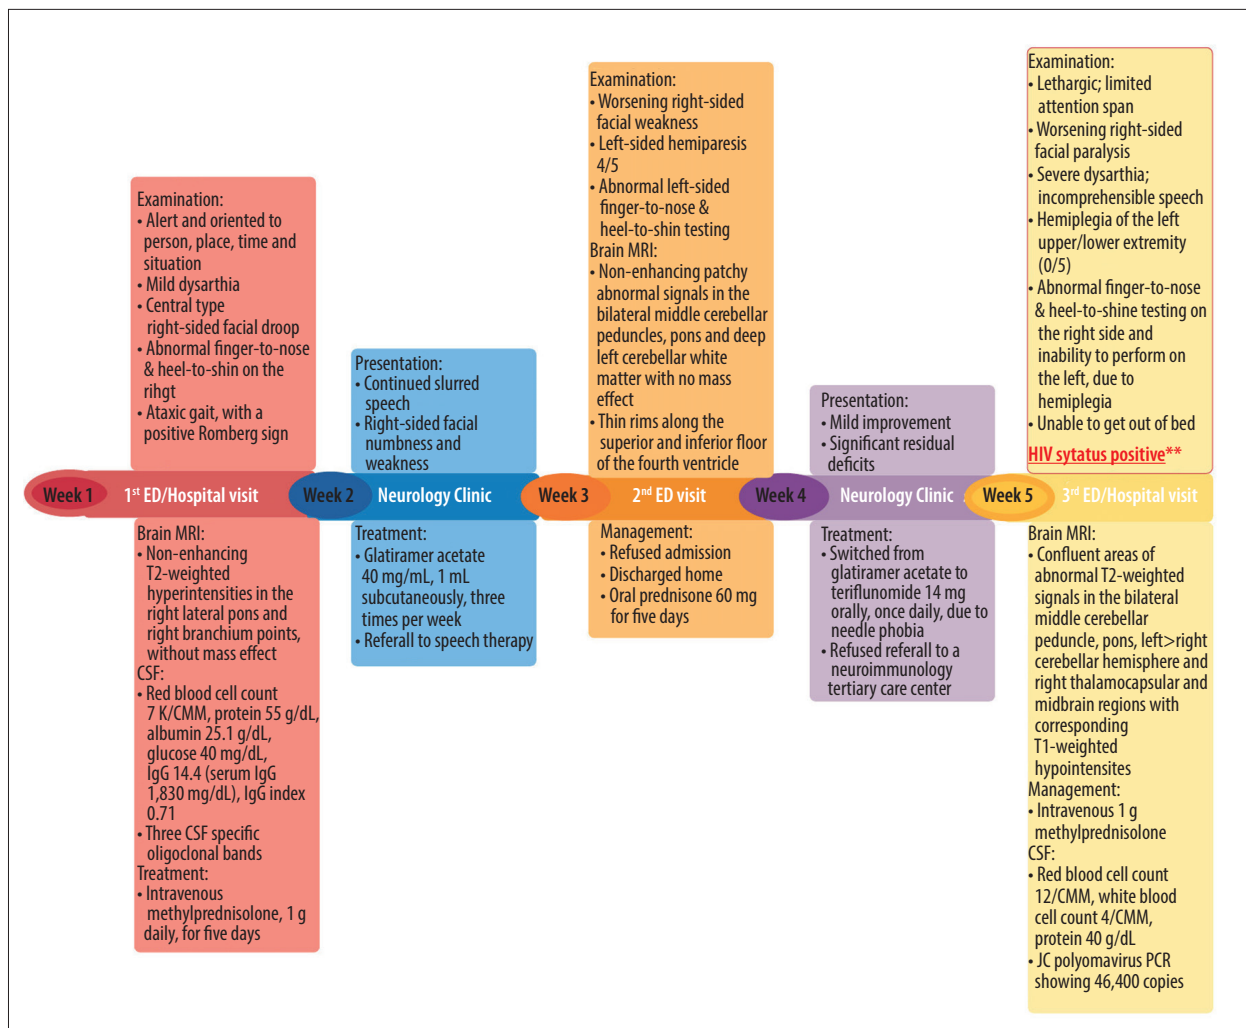 Examination:
• Alert and oriented to
person, place, time and
situation
• Mild dysarthia
• Central type
right-sided facial droop
• Abnormal finger-to-nose
& heel-to-shin on the
rihgt
• Ataxic gait, with a
positive Romberg sign
Week 1
1st ED/Hospital visit
Brain MRI:
• Non-enhancing
T2-weighted
hyperintensities in the
right lateral pons and
right branchium points,
without mass effect
CSF:
• Red blood cell count
7 K/CMM, protein 55 g/dL,
albumin 25.1 g/dL,
glucose 40 mg/dL,
IgG 14.4 (serum IgG
1,830 mg/dL), IgG index
0.71
• Three CSF specific
oligoclonal bands
Treatment:
• Intravenous
methylprednisolone, 1 g
daily, for five days
Presentation:
• Continued slurred
speech
• Right-sided facial
numbness and
weakness
Week 2
Neurology Clinic
Treatment:
• Glatiramer acetate
40 mg/mL, 1 mL
subcutaneously, three
times per week
• Referall to speech therapy
Examination:
• Worsening right-sided
facial weakness
• Left-sided hemiparesis
4/5
• Abnormal left-sided
finger-to-nose &
heel-to-shin testing
Brain MRI:
• Non-enhancing patchy
abnormal signals in the
bilateral middle cerebellar
peduncles, pons and deep
left cerebellar white
matter with no mass
effect
• Thin rims along the
superior and inferior floor
of the fourth ventricle
Week 3
2nd ED visit
Management:
• Refused admission
• Discharged home
• Oral prednisone 60 mg
for five days
Presentation:
• Mild improvement
• Significant residual
deficits
Week 4
Neurology Clinic
Treatment:
• Switched from
glatiramer acetate to
teriflunomide 14 mg
orally, once daily, due to
needle phobia
• Refused referall to a
neuroimmunology
tertiary care center
Examination:
• Lethargic; limited
attention span
• Worsening right-sided
facial paralysis
• Severe dysarthia;
incomprehensible speech
• Hemiplegia of the left
upper/lower extremity
(0/5)
• Abnormal finger-to-nose
& heel-to-shine testing on
the right side and
inability to perform on
the left, due to
hemiplegia
• Unable to get out of bed
HIV sytatus positive**
Week 5
3rd ED/Hospital visit
Brain MRI:
• Confluent areas of
abnormal T2-weighted
signals in the bilateral
middle cerebellar
peduncle, pons, left>right
cerebellar hemisphere and
right thalamocapsular and
midbrain regions with
corresponding
T1-weighted
hypointensites
Management:
• Intravenous 1 g
methylprednisolone
CSF:
• Red blood cell count
12/CMM, white blood
cell count 4/CMM,
protein 40 g/dL
• JC polyomavirus PCR
showing 46,400 copies